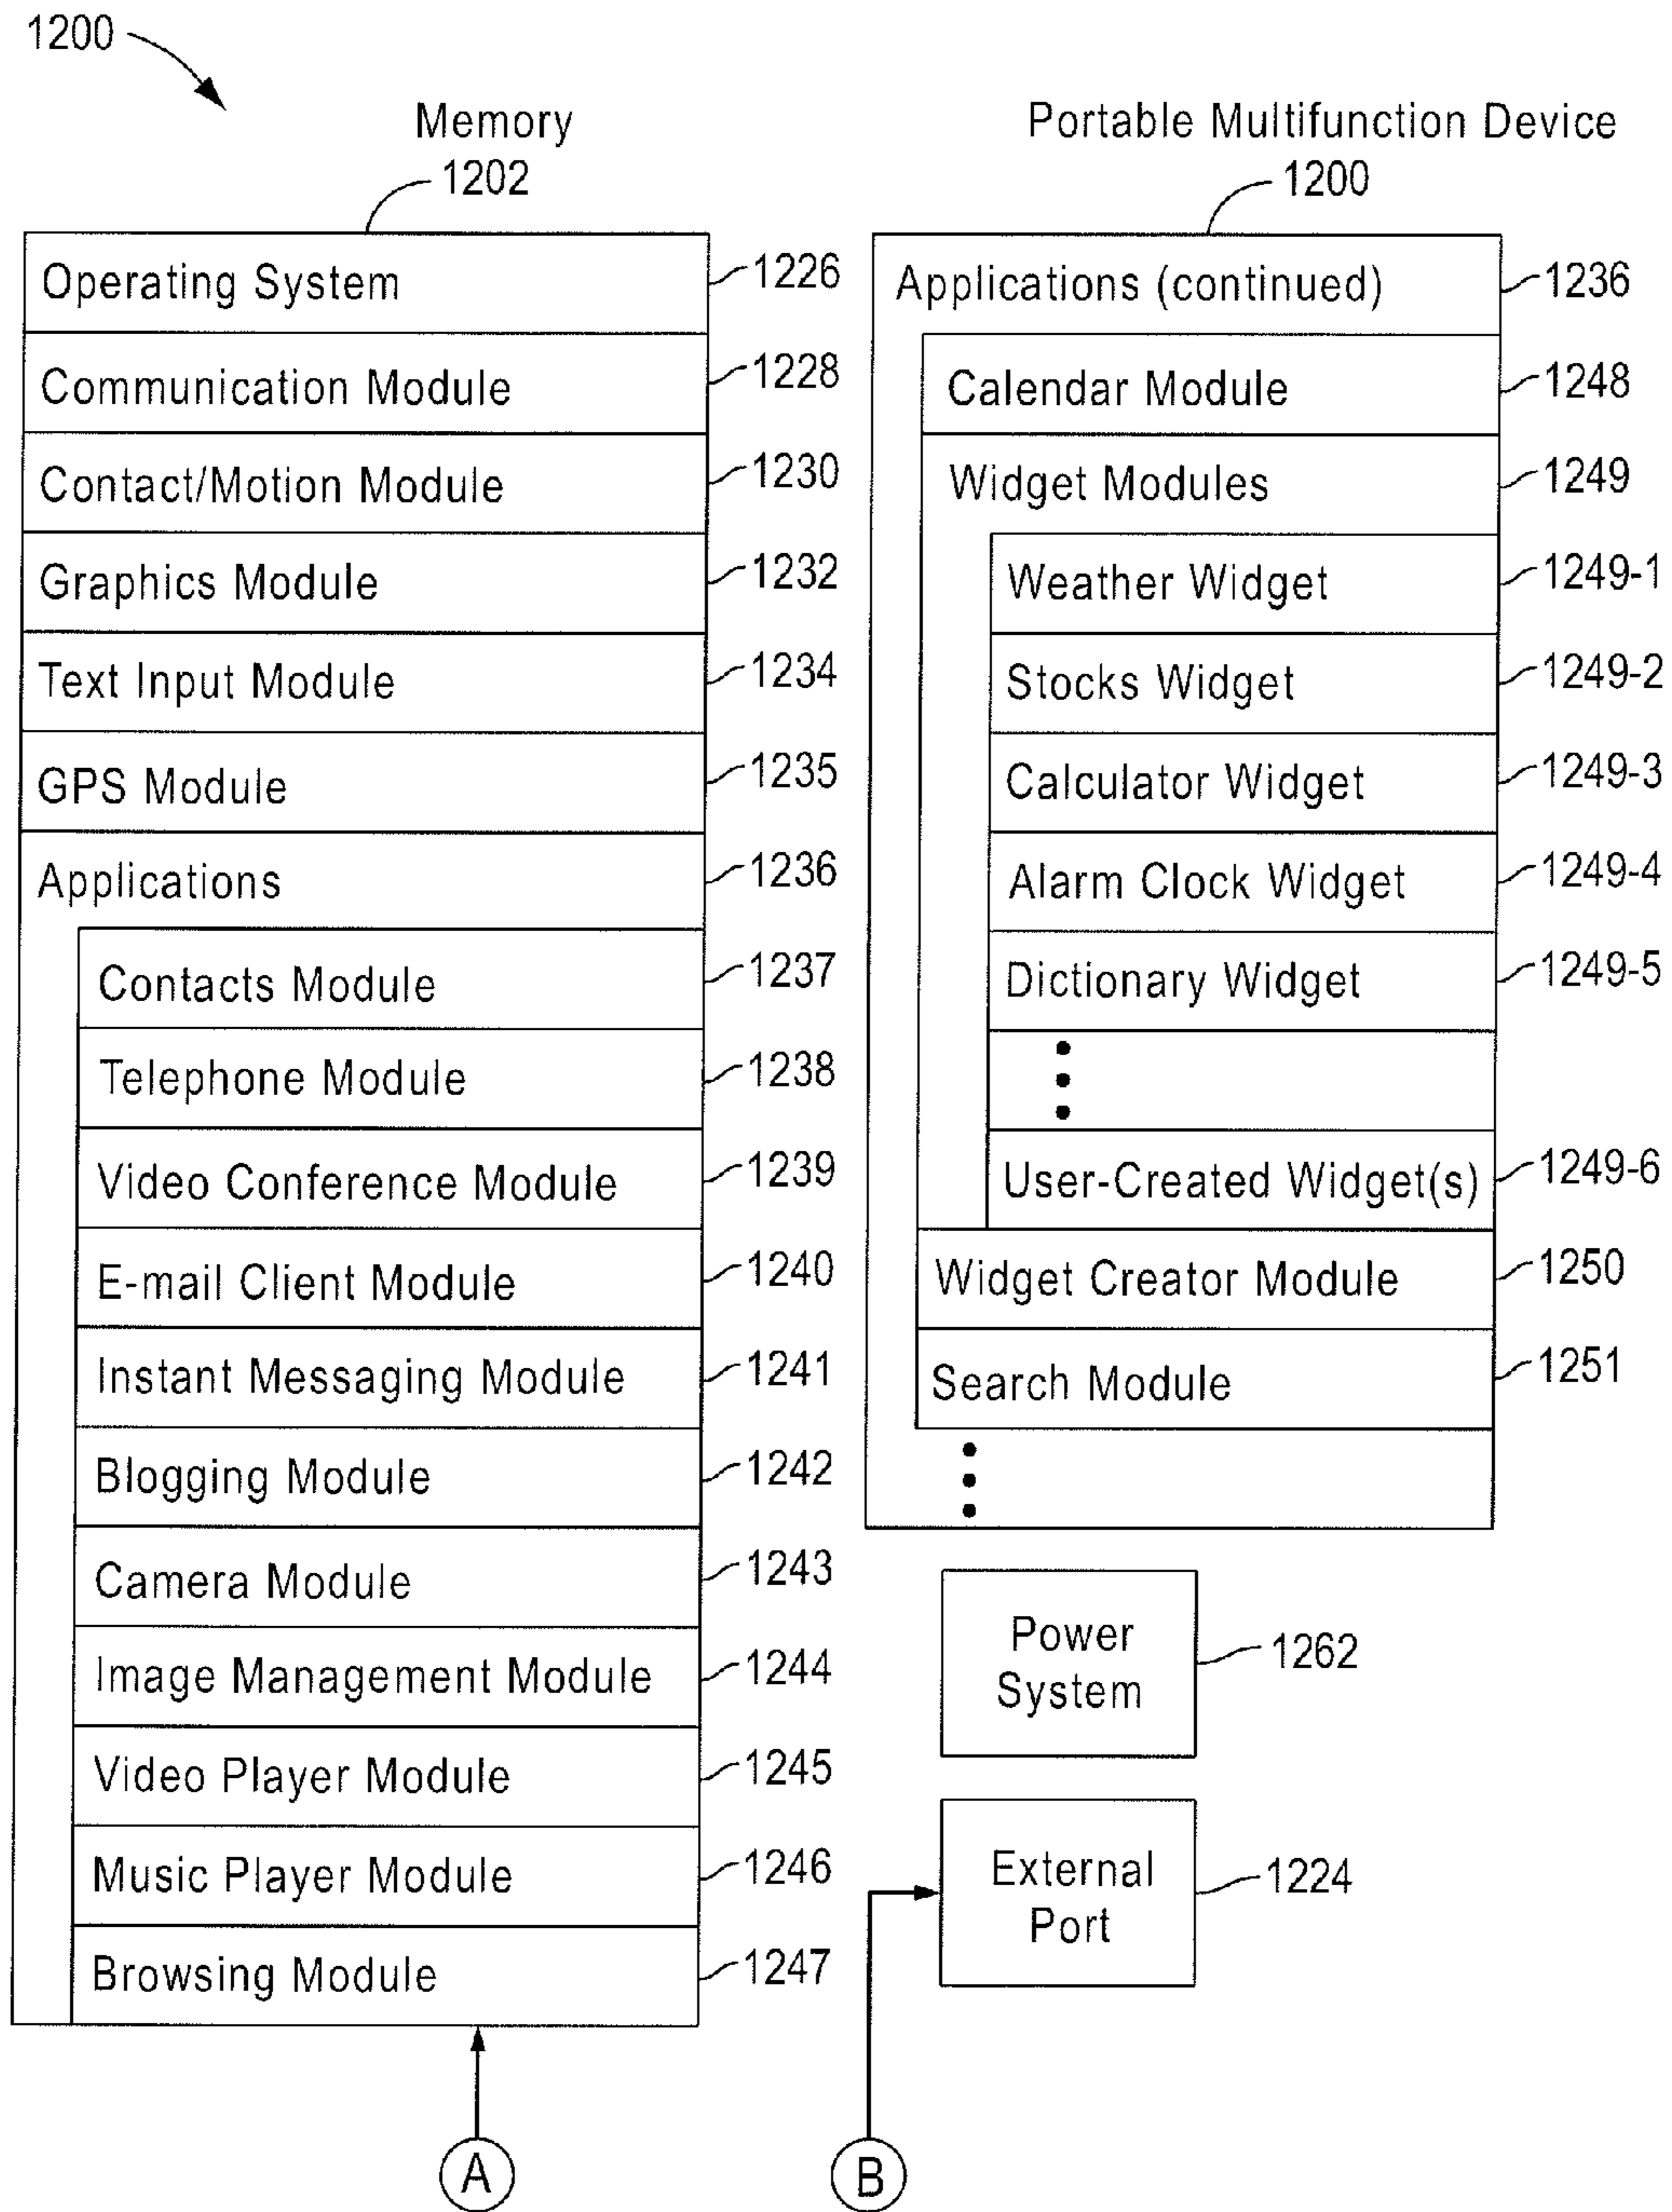 1200
Memory
1202
Operating System 1226
Communication Module 1228
Contact/Motion Module 1230
Graphics Module 1232
Text Input Module 1234
GPS Module 1235
Applications 1236
Contacts Module 1237
Telephone Module 1238
Video Conference Module 1239
E-mail Client Module 1240
Instant Messaging Module 1241
Blogging Module 1242
Camera Module 1243
Image Management Module 1244
Video Player Module 1245
Music Player Module 1246
Browsing Module 1247
A
Portable Multifunction Device
1200
Applications (continued) 1236
Calendar Module 1248
Widget Modules 1249
Weather Widget 1249-1
Stocks Widget 1249-2
Calculator Widget 1249-3
Alarm Clock Widget 1249-4
Dictionary Widget 1249-5
User-Created Widget(s) 1249-6
Widget Creator Module 1250
Search Module 1251
Power
System
1262
External
Port
1224
B